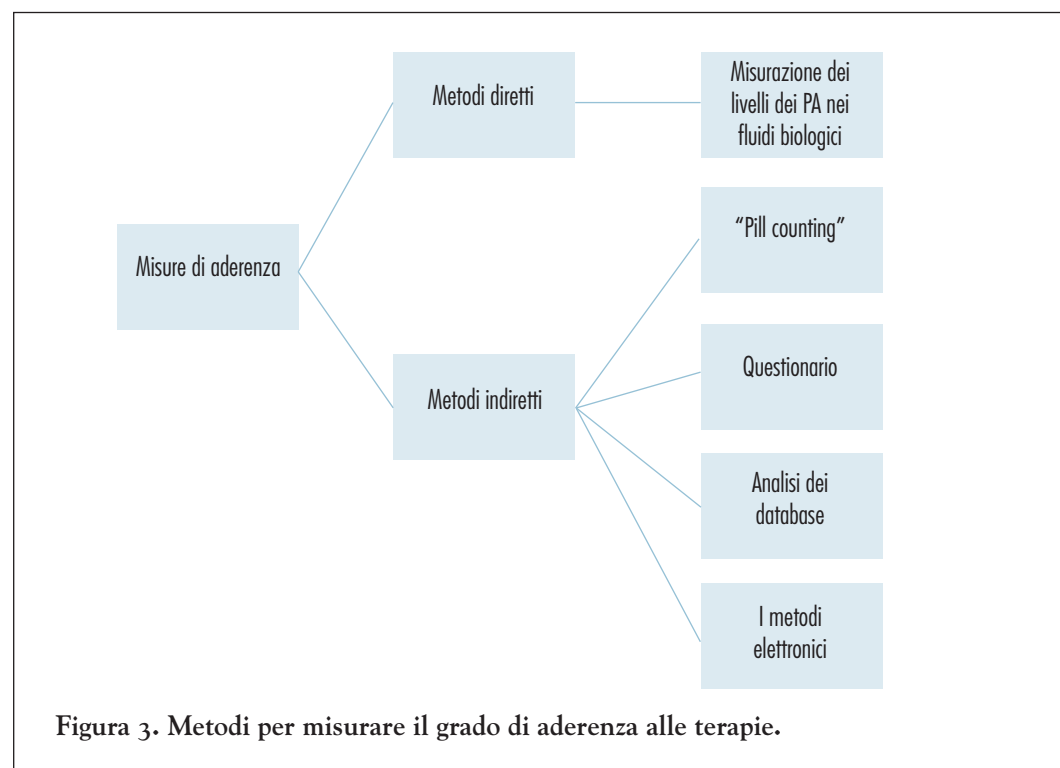 Misure di aderenza
Metodi diretti
Misurazione dei
livelli dei PA nei
fluidi biologici
Metodi indiretti
“Pill counting”
Questionario
Analisi dei
database
I metodi
elettronici
Figura 3. Metodi per misurare il grado di aderenza alle terapie.